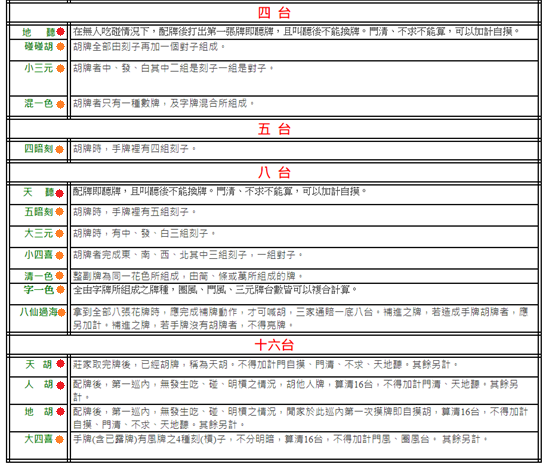 四 台
地 聽 在無人吃碰情況下，配牌後打出第一張牌即聽牌，且叫聽後不能換牌。門清、不求不能算，可以加計自摸。
碰碰胡 胡牌全部由刻子再加一個對子組成。
小三元 胡牌者中、發、白其中二組是刻子一組是對子。
混一色 胡牌者只有一種數牌，及字牌混合所組成。
五 台
四暗刻 胡牌時，手牌裡有四組刻子。
八 台
天 聽 配牌即聽牌，且叫聽後不能換牌。門清、不求不能算，可以加計自摸。
五暗刻 胡牌時，手牌裡有五組刻子。
大三元 胡牌時，有中、發、白三組刻子。
小四喜 胡牌者完成東、南、西、北其中三組刻子，一組對子。
清一色 整副牌為同一花色所組成，由筒、條或萬所組成的牌。
字一色 全由字牌所組成之牌種，圈風、門風、三元牌台數皆可以複合計算。
八仙過海 拿到全部八張花牌時，應完成補牌動作，才可喊胡，三家通賠一底八台。補進之牌，若造成手牌胡牌者，應
另加計。補進之牌，若手牌沒有胡牌者，不得亮牌。
十六台
天 胡 莊家取完牌後，已經胡牌，稱為天胡。不得加計門自摸、門清、不求、天地聽。其餘另計。
人 胡 配牌後，第一巡內，無發生吃、碰、明槓之情況，胡他人牌，算清16台，不得加計門清、天地聽。其餘另
計。
地 胡 配牌後，第一巡內，無發生吃、碰、明槓之情況，閒家於此巡內第一次摸牌即自摸胡，算清16台，不得加計
自摸、門清、不求、天地聽。其餘另計。
大四喜 手牌(含已露牌)有風牌之4種刻(槓)子，不分明暗，算清16台，不得加計門風、圈風台。 其餘另計。